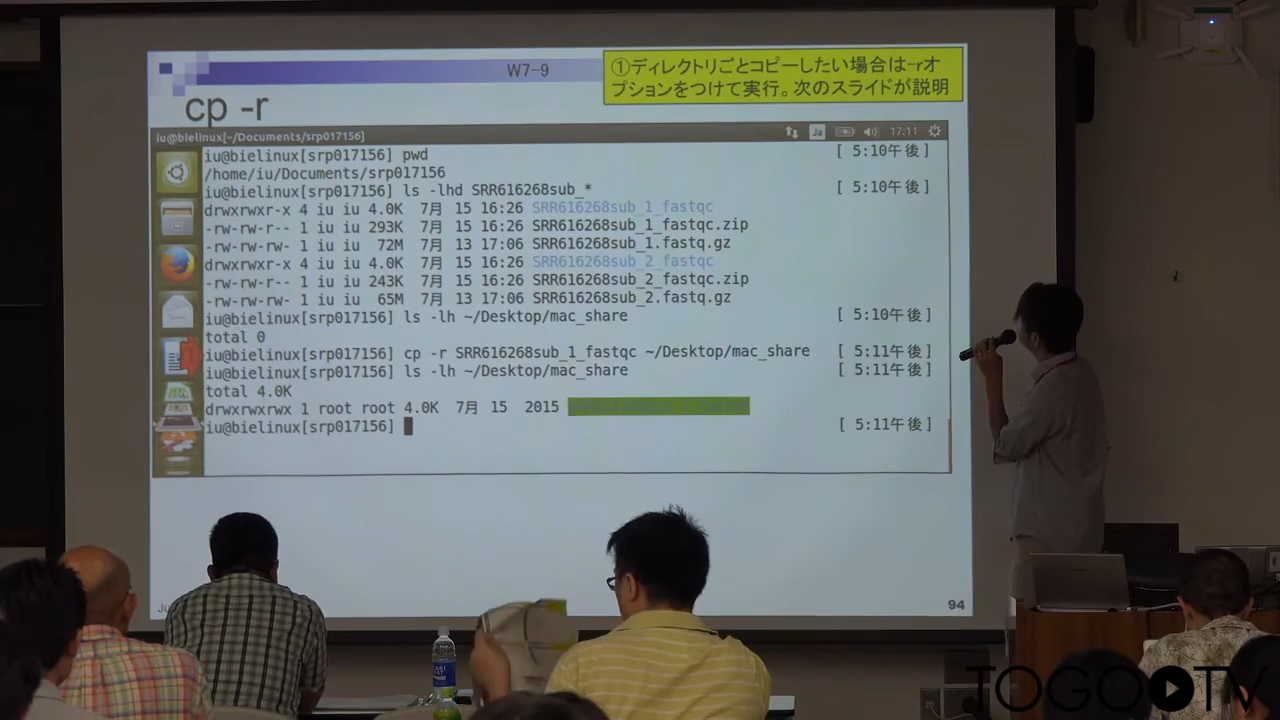 W7-9
①ディレクトリごとコピーしたい場合は-rオ
プションをつけて実行。次のスライドが説明
cp -r
iu@bielinux[~/Documents/srp017156]
Ja
17:11
iu@bielinux[srp017156] pwd [ 5:10午後]
/home/iu/Documents/srp017156
iu@bielinux[srp017156] ls -lhd SRR616268sub_* [ 5:10午後]
drwxrwxr-x 4 iu iu 4.0K 7月 15 16:26 SRR616268sub_1_fastqc
-rw-rw-r-- 1 iu iu 293K 7月 15 16:26 SRR616268sub_1_fastqc.zip
-rw-rw-rw- 1 iu iu 72M 7月 13 17:06 SRR616268sub_1.fastq.gz
drwxrwxr-x 4 iu iu 4.0K 7月 15 16:26 SRR616268sub_2_fastqc
-rw-rw-r-- 1 iu iu 243K 7月 15 16:26 SRR616268sub_2_fastqc.zip
-rw-rw-rw- 1 iu iu 65M 7月 13 17:06 SRR616268sub_2.fastq.gz
iu@bielinux[srp017156] ls -lh ~/Desktop/mac_share [ 5:10午後]
total 0
iu@bielinux[srp017156] cp -r SRR616268sub_1_fastqc ~/Desktop/mac_share [ 5:11午後]
iu@bielinux[srp017156] ls -lh ~/Desktop/mac_share [ 5:11午後]
total 4.0K
drwxrwxrwx 1 root root 4.0K 7月 15 2015
iu@bielinux[srp017156] [ 5:11午後]
94
TOGOTV